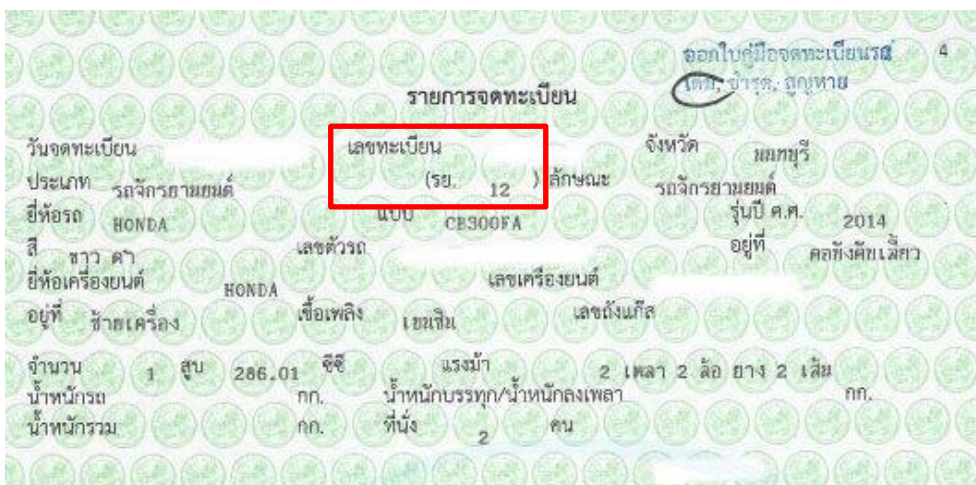 ออกใบคู่มือจดทะเบียนรถ 4
เดิม, ชำรุด, สูญหาย
รายการจดทะเบียน
วันจดทะเบียน เลขทะเบียน จังหวัด นนทบุรี
ประเภท รถจักรยานยนต์ (รย. 12 ) ลักษณะ รถจักรยานยนต์
ยี่ห้อรถ HONDA แบบ CB300FA รุ่นปี ค.ศ. 2014
สี ขาว ดำ เลขตัวรถ อยู่ที่ คอยังคับเลี้ยว
ยี่ห้อเครื่องยนต์ HONDA เลขเครื่องยนต์
อยู่ที่ ซ้ายเครื่อง เชื้อเพลิง เบนซิน เลขถังแก๊ส
จำนวน 1 สูบ 286.01 ซีซี แรงม้า 2 เพลา 2 ล้อ ยาง 2 เส้น
น้ำหนักรถ กก. น้ำหนักบรรทุก/น้ำหนักลงเพลา กก.
น้ำหนักรวม กก. ที่นั่ง 2 คน